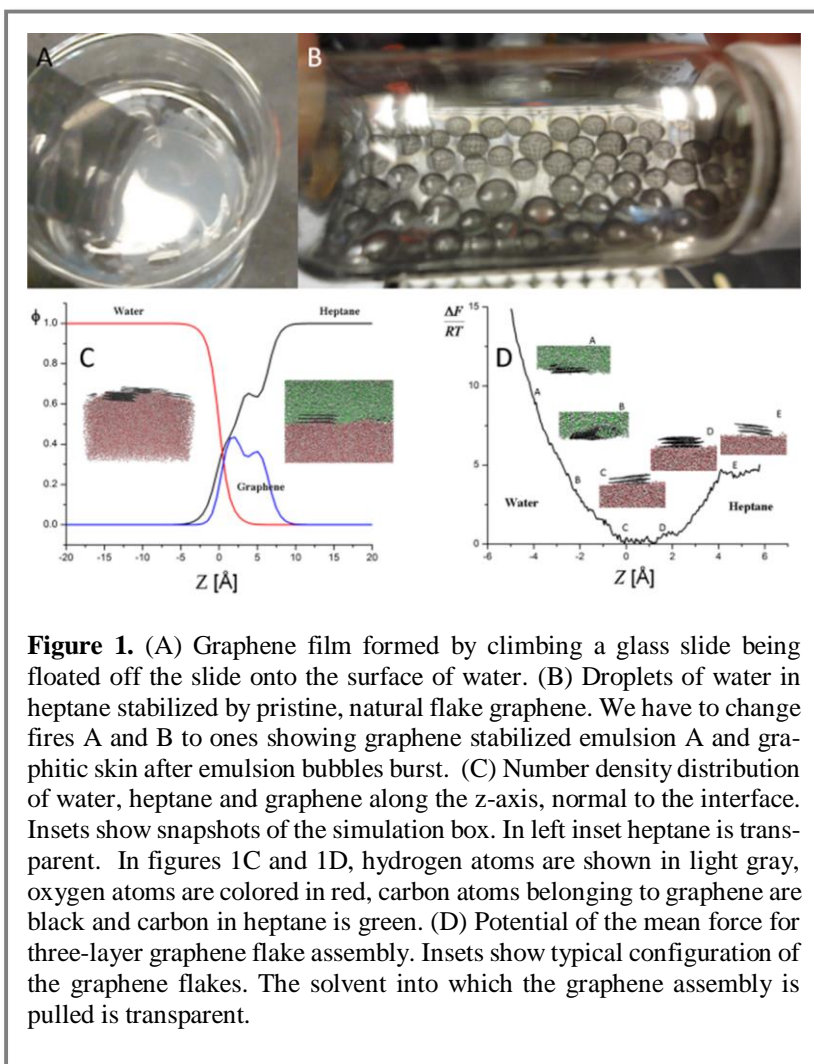 A
B
ϕ
Water
Heptane
1.0
0.8
0.6
0.4
0.2
0.0
C
Graphene
-20 -15 -10 -5 0 5 10 15 20
Z [Å]
ΔF
RT
15
10
5
0
D
A
B
C
D
E
A
B
C
D
E
Water
Heptane
-6 -4 -2 0 2 4 6
Z [Å]
Figure 1. (A) Graphene film formed by climbing a glass slide being
floated off the slide onto the surface of water. (B) Droplets of water in
heptane stabilized by pristine, natural flake graphene. We have to change
fires A and B to ones showing graphene stabilized emulsion A and gra-
phitic skin after emulsion bubbles burst. (C) Number density distribution
of water, heptane and graphene along the z-axis, normal to the interface.
Insets show snapshots of the simulation box. In left inset heptane is trans-
parent. In figures 1C and 1D, hydrogen atoms are shown in light gray,
oxygen atoms are colored in red, carbon atoms belonging to graphene are
black and carbon in heptane is green. (D) Potential of the mean force for
three-layer graphene flake assembly. Insets show typical configuration of
the graphene flakes. The solvent into which the graphene assembly is
pulled is transparent.